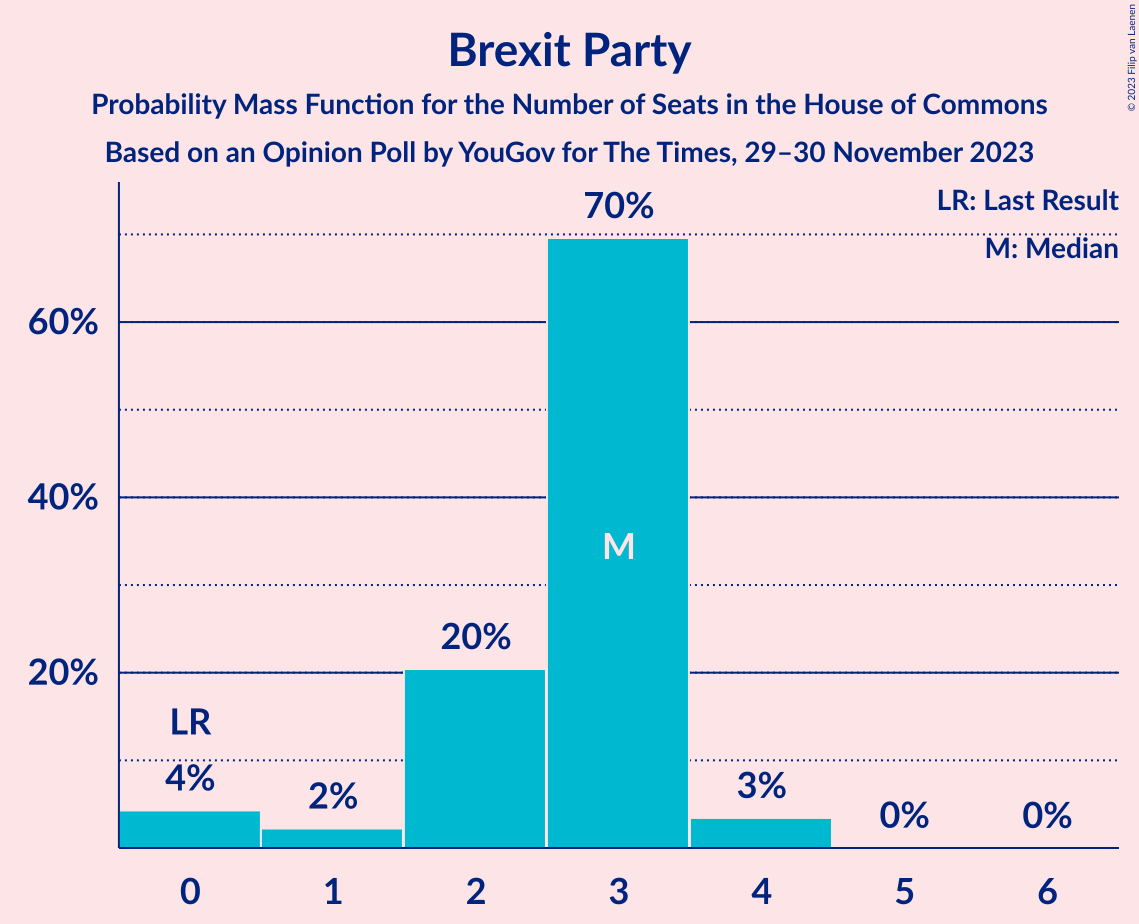 Brexit Party
Probability Mass Function for the Number of Seats in the House of Commons
Based on an Opinion Poll by YouGov for The Times, 29–30 November 2023
© 2023 Filip van Laenen
LR: Last Result
M: Median
70%
60%
40%
M
20%
20%
LR
4%
2%
3%
0%
0%
0
1
2
3
4
5
6